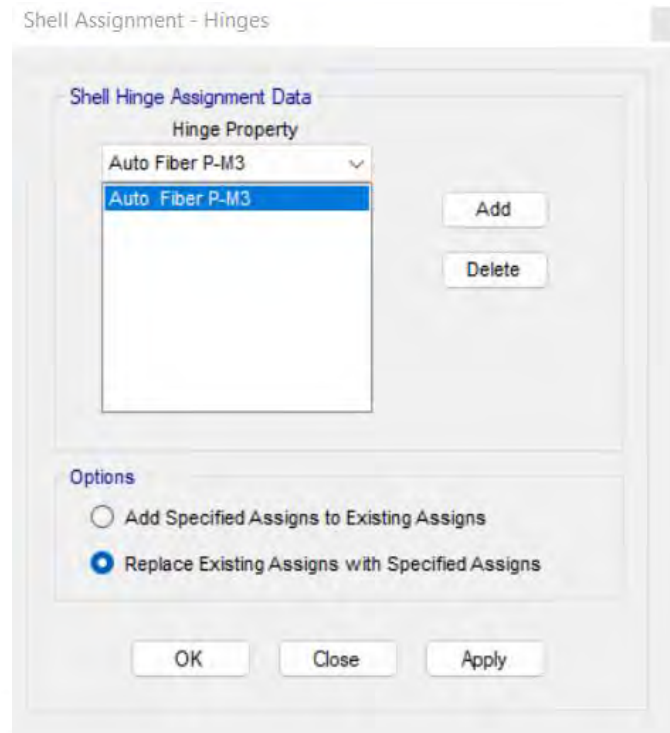 Shell Assignment - Hinges
Shell Hinge Assignment Data
Hinge Property
Auto Fiber P-M3
Auto Fiber P-M3
Add
Delete
Options
Add Specified Assigns to Existing Assigns
Replace Existing Assigns with Specified Assigns
OK
Close
Apply